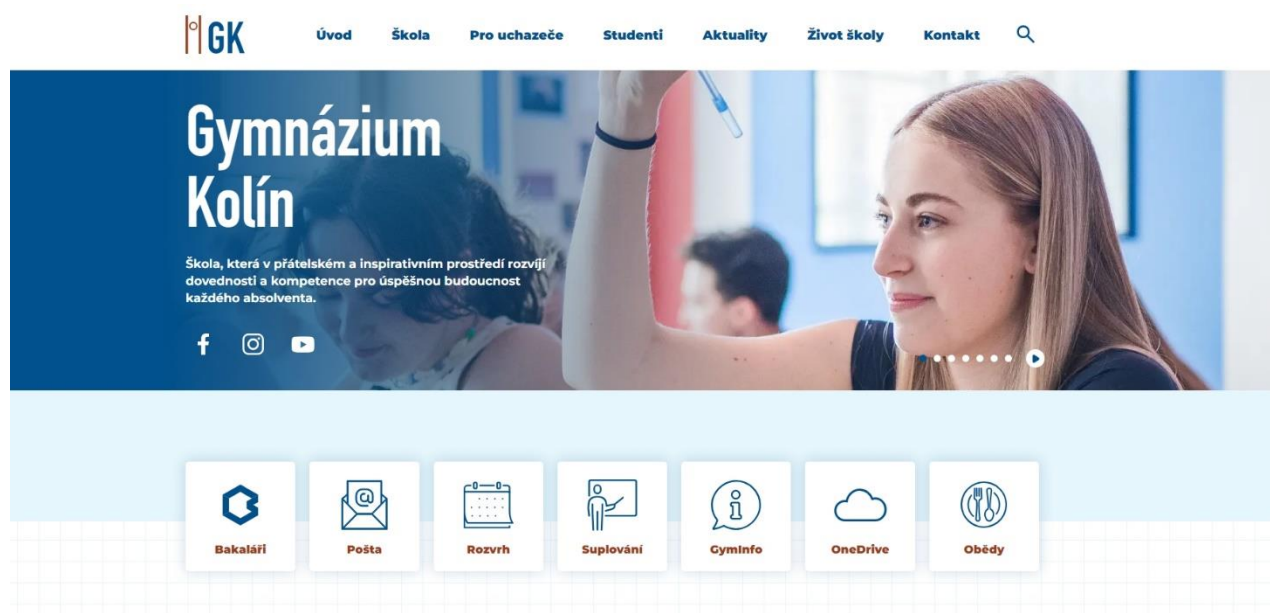 GK
Úvod Škola Pro uchazeče Studenti Aktuality Život školy Kontakt
Gymnázium
Kolín
Škola, která v přátelském a inspirativním prostředí rozvíjí
dovednosti a kompetence pro úspěšnou budoucnost
každého absolventa.
Bakaláři Pošta Rozvrh Suplování GymInfo OneDrive Obědy